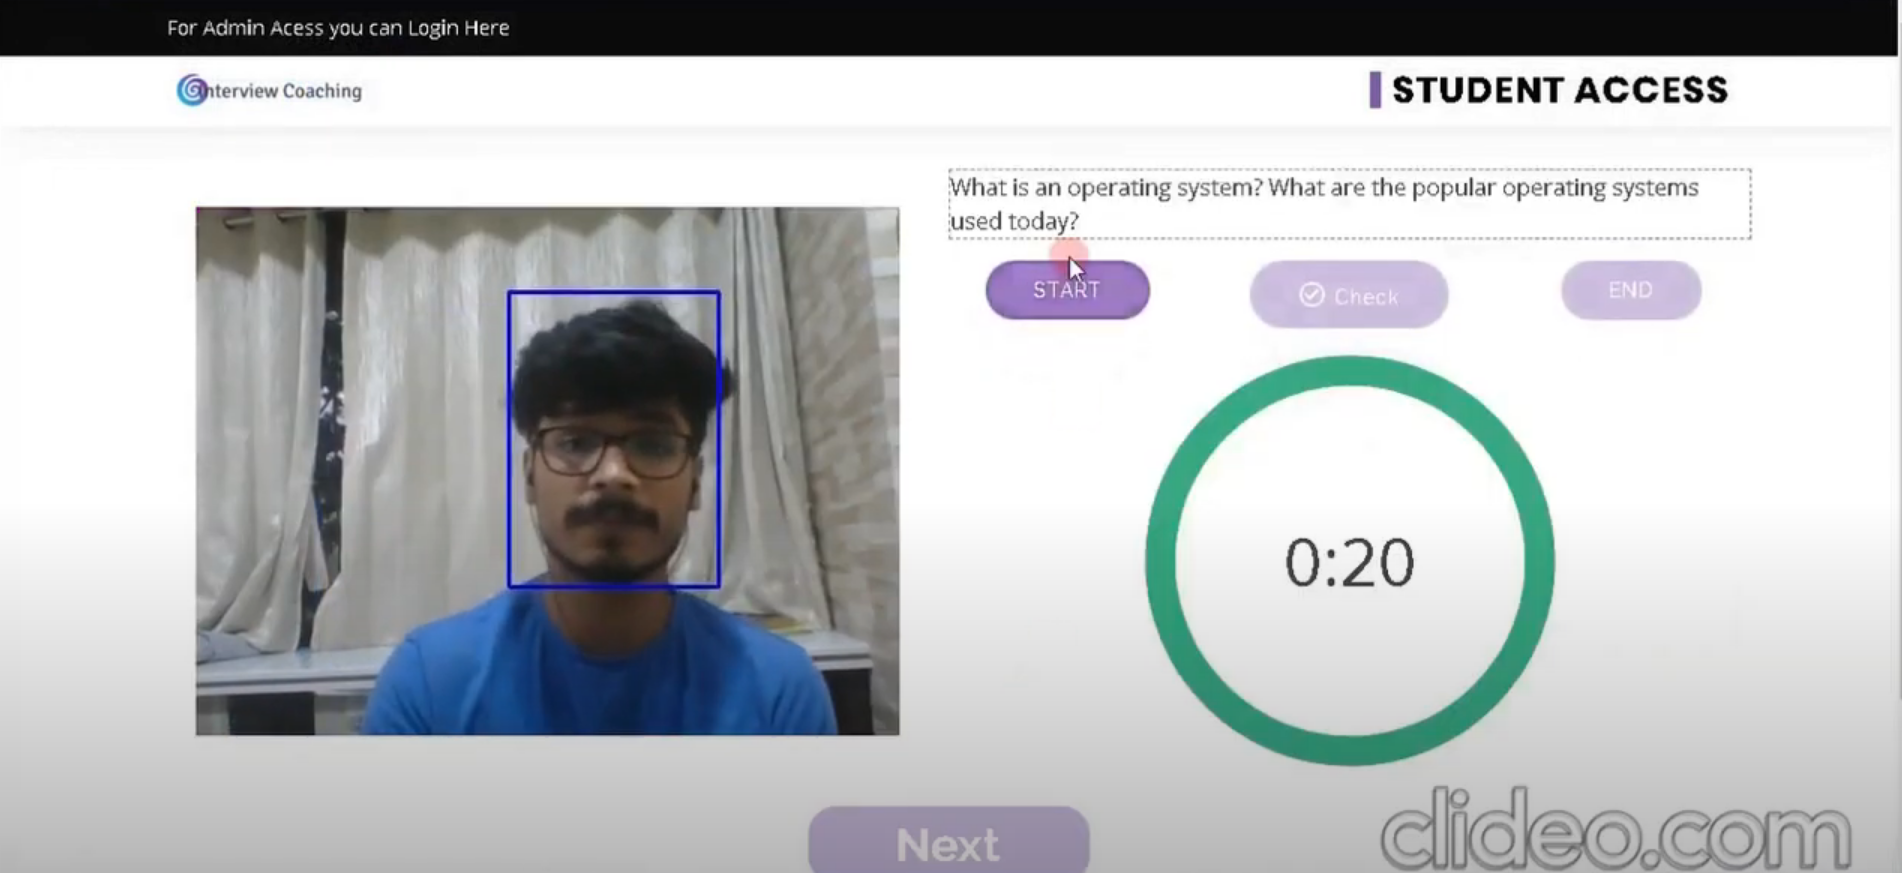 For Admin Acess you can Login Here
nterview Coaching
STUDENT ACCESS
What is an operating system? What are the popular operating systems
used today?
START
Check
END
0:20
Next
clideo.com